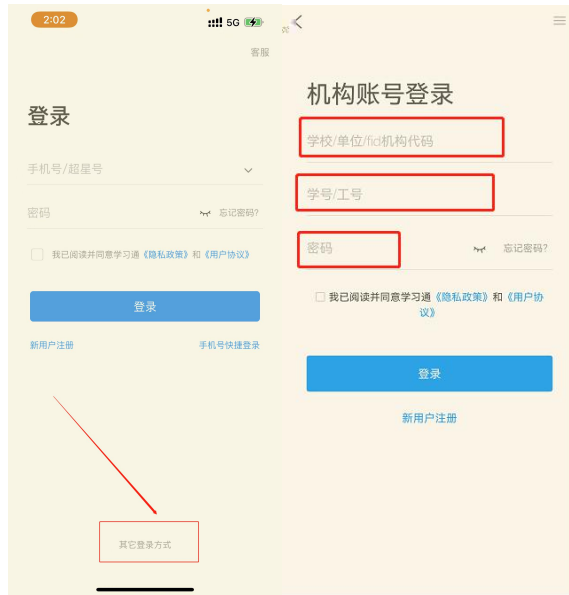 2:02
5G
客服
登录
手机号/超星号
密码
忘记密码?
我已阅读并同意学习通《隐私政策》和《用户协议》
登录
新用户注册
手机号快捷登录
其它登录方式
机构账号登录
学校/单位/fid机构代码
学号/工号
密码
忘记密码?
我已阅读并同意学习通《隐私政策》和《用户协
议》
登录
新用户注册